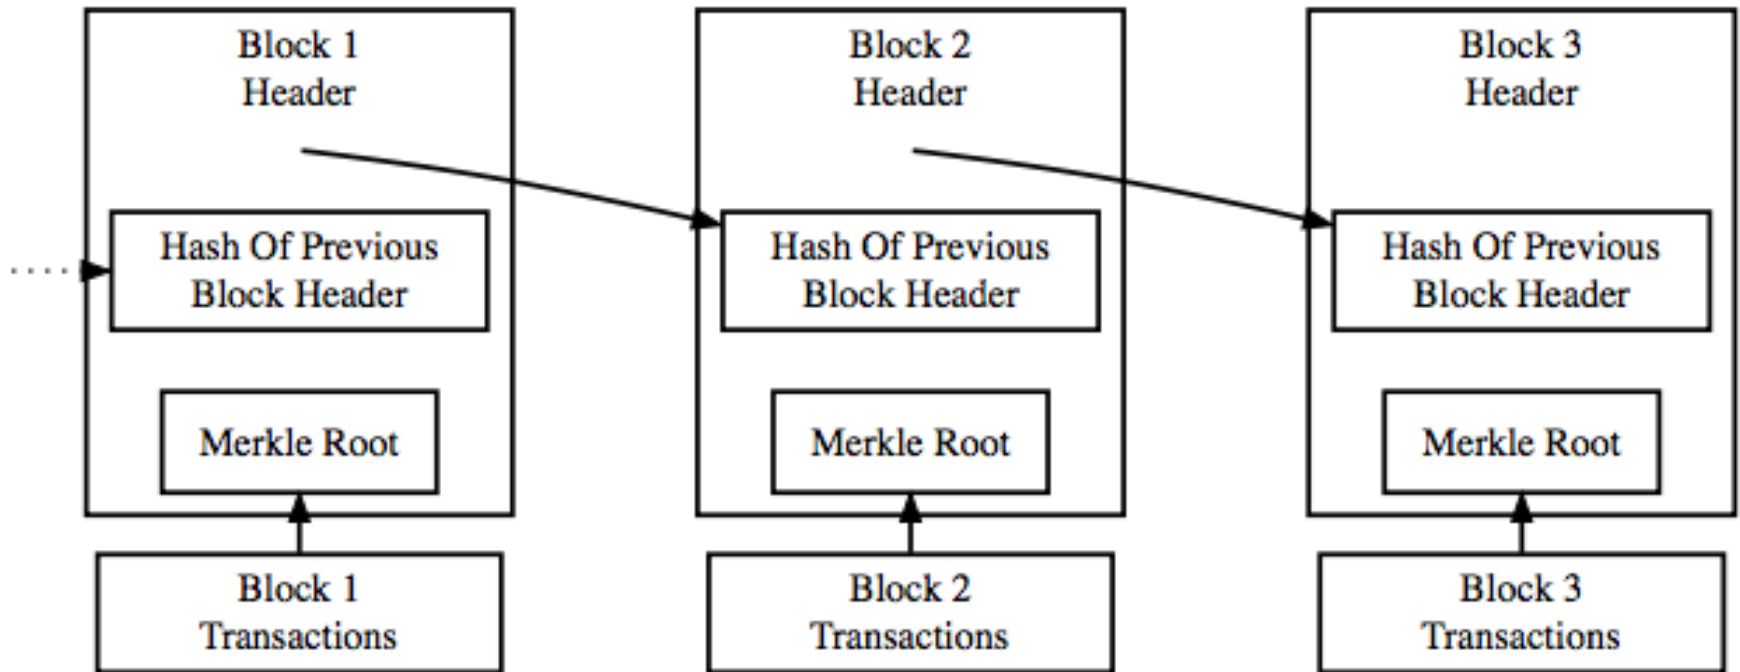 Block 1
Header
Hash Of Previous
Block Header
Merkle Root
Block 1
Transactions
Block 2
Header
Hash Of Previous
Block Header
Merkle Root
Block 2
Transactions
Block 3
Header
Hash Of Previous
Block Header
Merkle Root
Block 3
Transactions